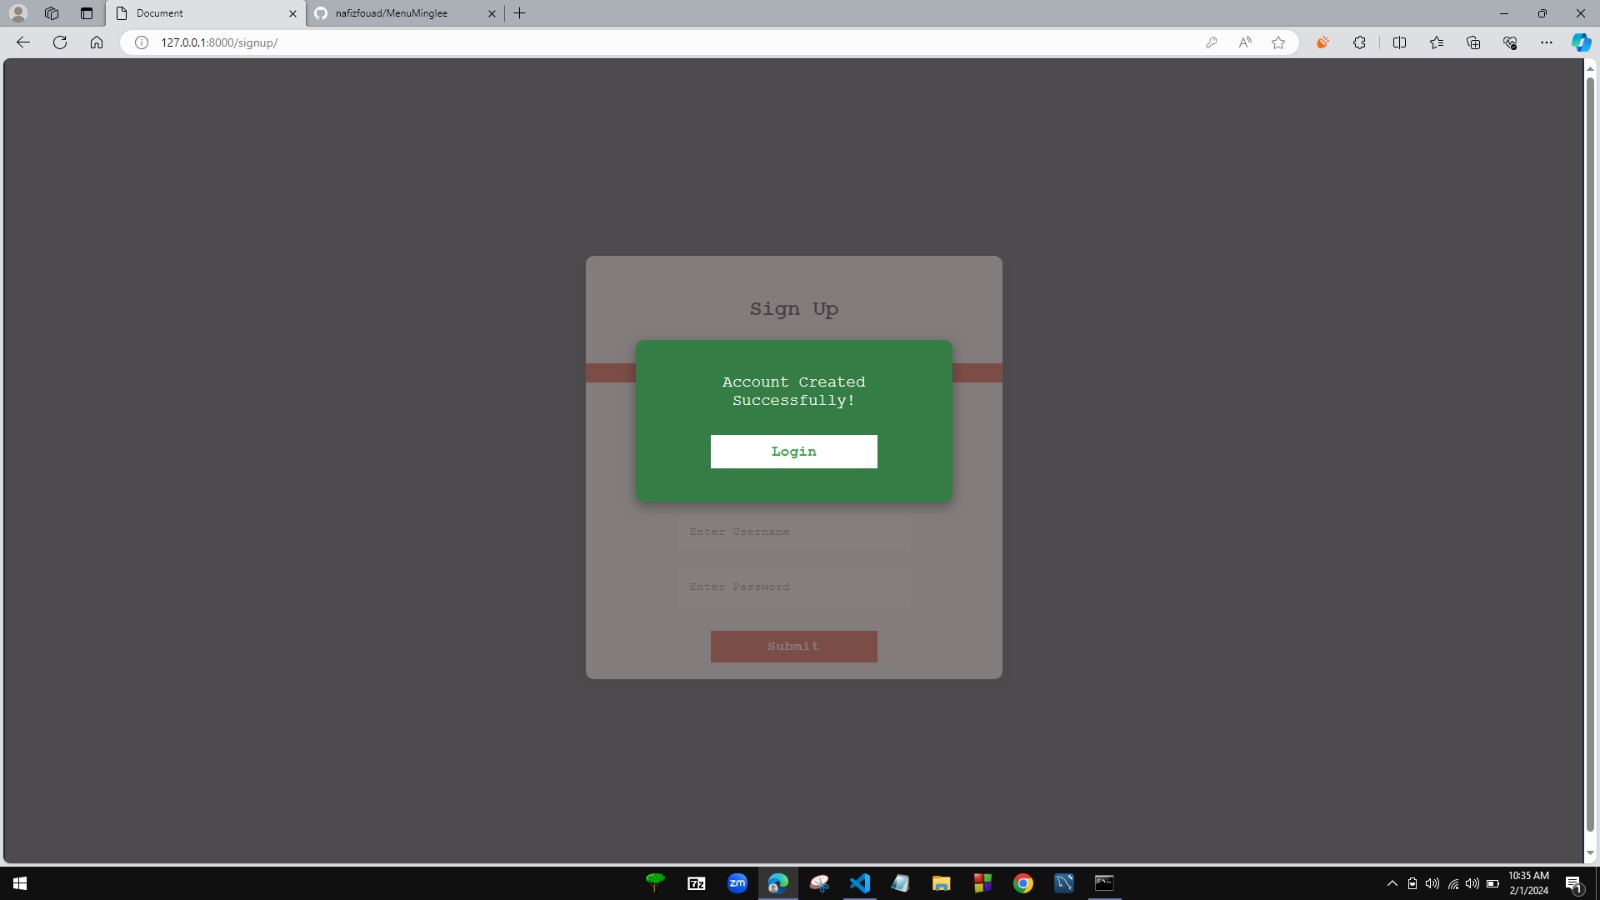 Document
nafizfouad/MenuMinglee
127.0.0.1:8000/signup/
Sign Up
Account Created
Successfully!
Login
Enter Username
Enter Password
Submit
7z
zm
10:35 AM
2/1/2024
1